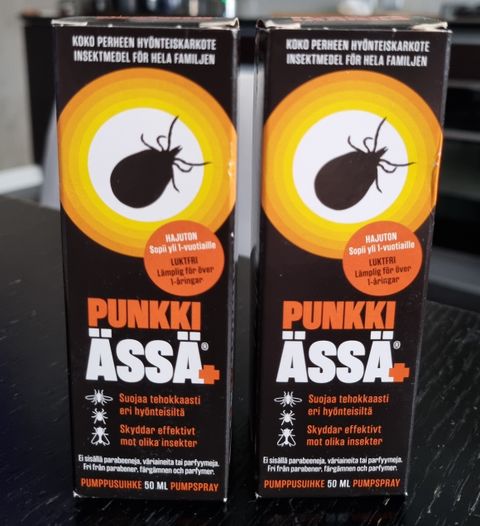 KOKO PERHEEN HYÖNTEISKARKOTE
INSEKTMEDEL FÖR HELA FAMILJEN
HAJUTON
Sopii yli 1-vuotiaille
LUKTFRI
Lämplig för över
1-åringar
PUNKKI
ÄSSÄ®+
Suojaa tehokkaasti
eri hyönteisiltä
Skyddar effektivt
mot olika insekter
Ei sisällä parabeeneja, väriaineita tai parfyymeja.
Fri från parabener, färgämnen och parfymer.
PUMPPUSUIHKE 50 ML PUMPSPRAY
KOKO PERHEEN HYÖNTEISKARKOTE
INSEKTMEDEL FÖR HELA FAMILJEN
HAJUTON
Sopii yli 1-vuotiaille
LUKTFRI
Lämplig för över
1-åringar
PUNKKI
ÄSSÄ®+
Suojaa tehokkaasti
eri hyönteisiltä
Skyddar effektivt
mot olika insekter
Ei sisällä parabeeneja, väriaineita tai parfyymeja.
Fri från parabener, färgämnen och parfymer.
PUMPPUSUIHKE 50 ML PUMPSPRAY